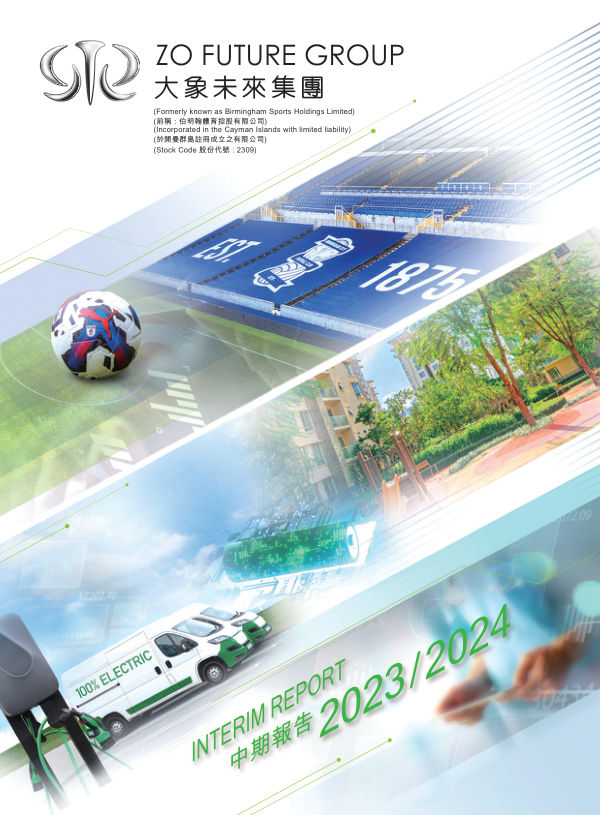 ZO FUTURE GROUP
大象未來集團
(Formerly known as Birmingham Sports Holdings Limited)
(前稱：伯明翰體育控股有限公司)
(Incorporated in the Cayman Islands with limited liability)
(於開曼群島註冊成立之有限公司)
(Stock Code 股份代號 : 2309)
EST.
1875
100% ELECTRIC
INTERIM REPORT
中期報告 2023/2024